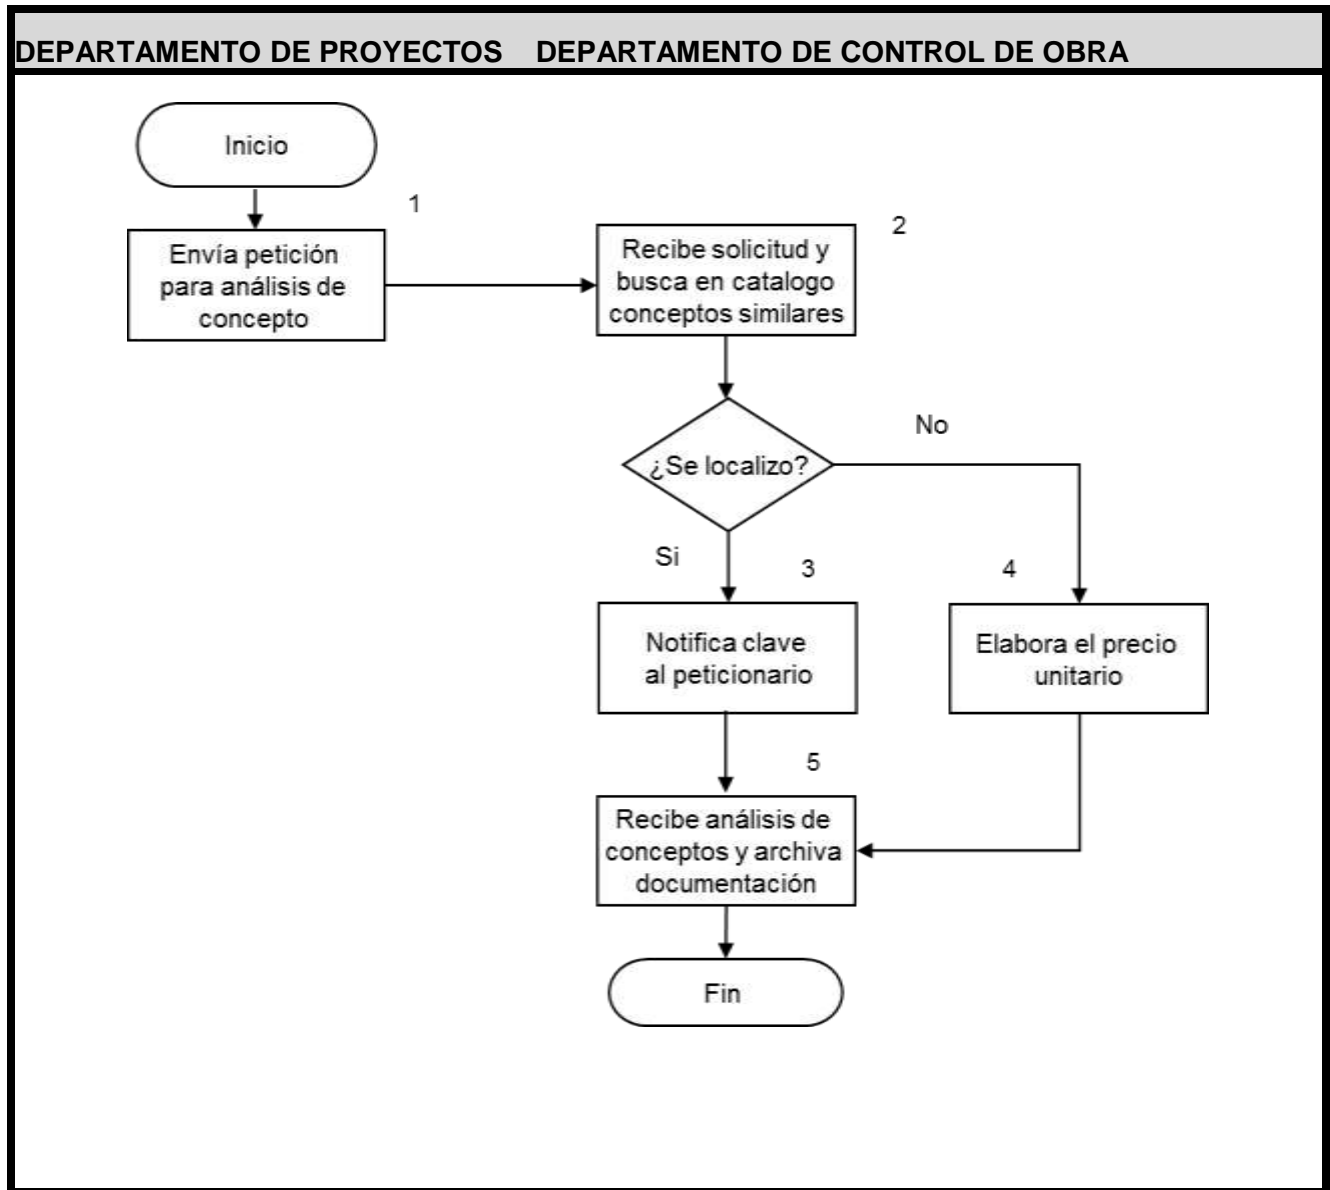 DEPARTAMENTO DE PROYECTOS DEPARTAMENTO DE CONTROL DE OBRA
Inicio
1
Envía petición
para análisis de
concepto
2
Recibe solicitud y
busca en catalogo
conceptos similares
¿Se localizo?
No
Si
3
Notifica clave
al peticionario
4
Elabora el precio
unitario
5
Recibe análisis de
conceptos y archiva
documentación
Fin